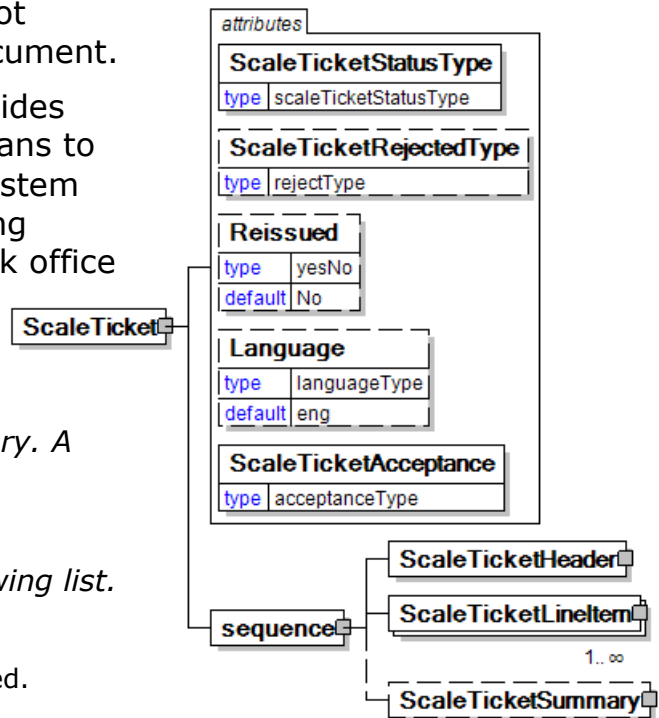 ot
cument.
ides
ans to
stem
ng
k office
ry. A
wing list.
ed.
ScaleTicket
attributes
ScaleTicketStatusType
type scaleTicketStatusType
ScaleTicketRejectedType
type rejectType
Reissued
type yesNo
default No
Language
type languageType
default eng
ScaleTicketAcceptance
type acceptanceType
sequence
ScaleTicketHeader
ScaleTicketLineItem
1.. ∞
ScaleTicketSummary